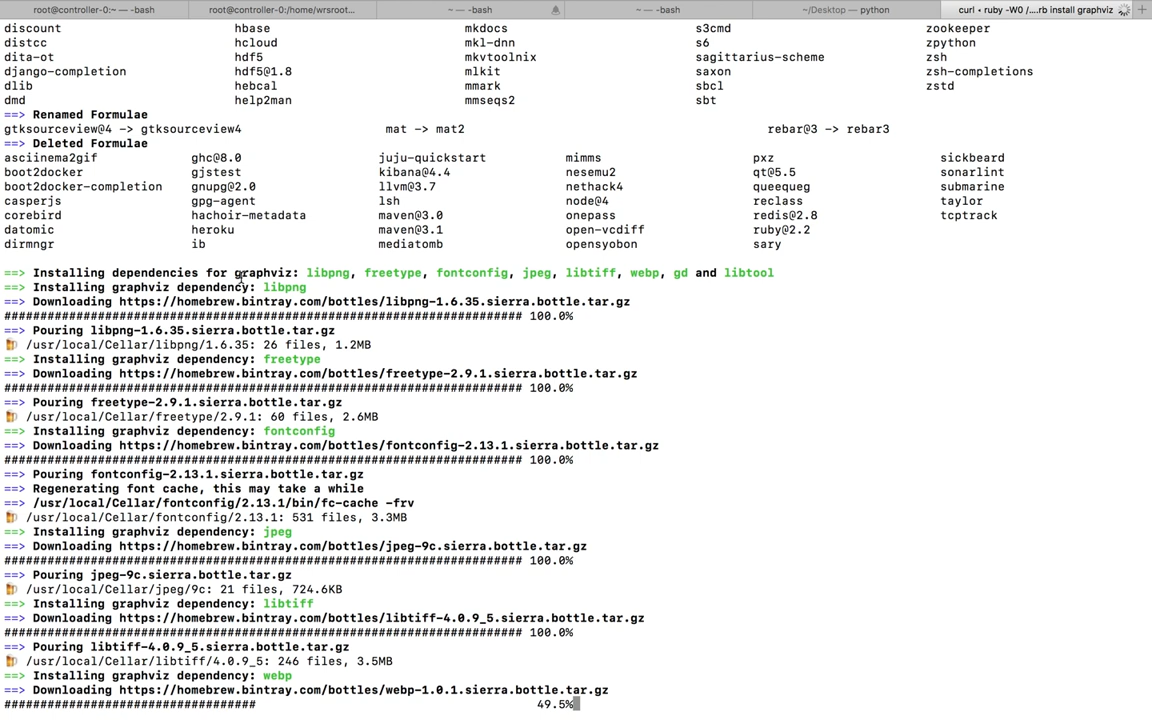 root@controller-0:~ — -bash root@controller-0:/home/wrsroot... ~ — -bash ~ — -bash ~/Desktop — python curl ◂ ruby -W0 /....rb install graphviz +
discount hbase mkdocs s3cmd zookeeper
distcc hcloud mkl-dnn s6 zpython
dita-ot hdf5 mkvtoolnix sagittarius-scheme zsh
django-completion hdf5@1.8 mlkit saxon zsh-completions
dlib hebcal mmark sbcl zstd
dmd help2man mmseqs2 sbt
==> Renamed Formulae
gtksourceview@4 -> gtksourceview4 mat -> mat2 rebar@3 -> rebar3
==> Deleted Formulae
asciinema2gif ghc@8.0 juju-quickstart mimms pxz sickbeard
boot2docker gjstest kibana@4.4 nesemu2 qt@5.5 sonarlint
boot2docker-completion gnupg@2.0 llvm@3.7 nethack4 queequeg submarine
casperjs gpg-agent lsh node@4 reclass taylor
corebird hachoir-metadata maven@3.0 onepass redis@2.8 tcptrack
datomic heroku maven@3.1 open-vcdiff ruby@2.2
dirmngr ib mediatomb opensyobon sary
==> Installing dependencies for graphviz: libpng, freetype, fontconfig, jpeg, libtiff, webp, gd and libtool
==> Installing graphviz dependency: libpng
==> Downloading https://homebrew.bintray.com/bottles/libpng-1.6.35.sierra.bottle.tar.gz
######################################################################## 100.0%
==> Pouring libpng-1.6.35.sierra.bottle.tar.gz
🍺 /usr/local/Cellar/libpng/1.6.35: 26 files, 1.2MB
==> Installing graphviz dependency: freetype
==> Downloading https://homebrew.bintray.com/bottles/freetype-2.9.1.sierra.bottle.tar.gz
######################################################################## 100.0%
==> Pouring freetype-2.9.1.sierra.bottle.tar.gz
🍺 /usr/local/Cellar/freetype/2.9.1: 60 files, 2.6MB
==> Installing graphviz dependency: fontconfig
==> Downloading https://homebrew.bintray.com/bottles/fontconfig-2.13.1.sierra.bottle.tar.gz
######################################################################## 100.0%
==> Pouring fontconfig-2.13.1.sierra.bottle.tar.gz
==> Regenerating font cache, this may take a while
==> /usr/local/Cellar/fontconfig/2.13.1/bin/fc-cache -frv
🍺 /usr/local/Cellar/fontconfig/2.13.1: 531 files, 3.3MB
==> Installing graphviz dependency: jpeg
==> Downloading https://homebrew.bintray.com/bottles/jpeg-9c.sierra.bottle.tar.gz
######################################################################## 100.0%
==> Pouring jpeg-9c.sierra.bottle.tar.gz
🍺 /usr/local/Cellar/jpeg/9c: 21 files, 724.6KB
==> Installing graphviz dependency: libtiff
==> Downloading https://homebrew.bintray.com/bottles/libtiff-4.0.9_5.sierra.bottle.tar.gz
######################################################################## 100.0%
==> Pouring libtiff-4.0.9_5.sierra.bottle.tar.gz
🍺 /usr/local/Cellar/libtiff/4.0.9_5: 246 files, 3.5MB
==> Installing graphviz dependency: webp
==> Downloading https://homebrew.bintray.com/bottles/webp-1.0.1.sierra.bottle.tar.gz
################################### 49.5%